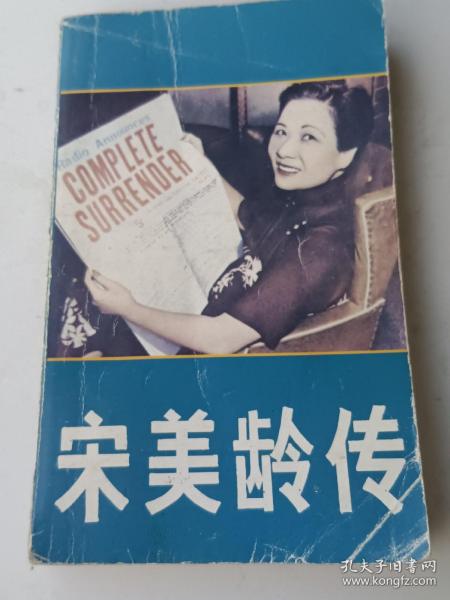 Radio Announces
COMPLETE
SURRENDER
宋美龄传
孔夫子旧书网
www.kongfz.com